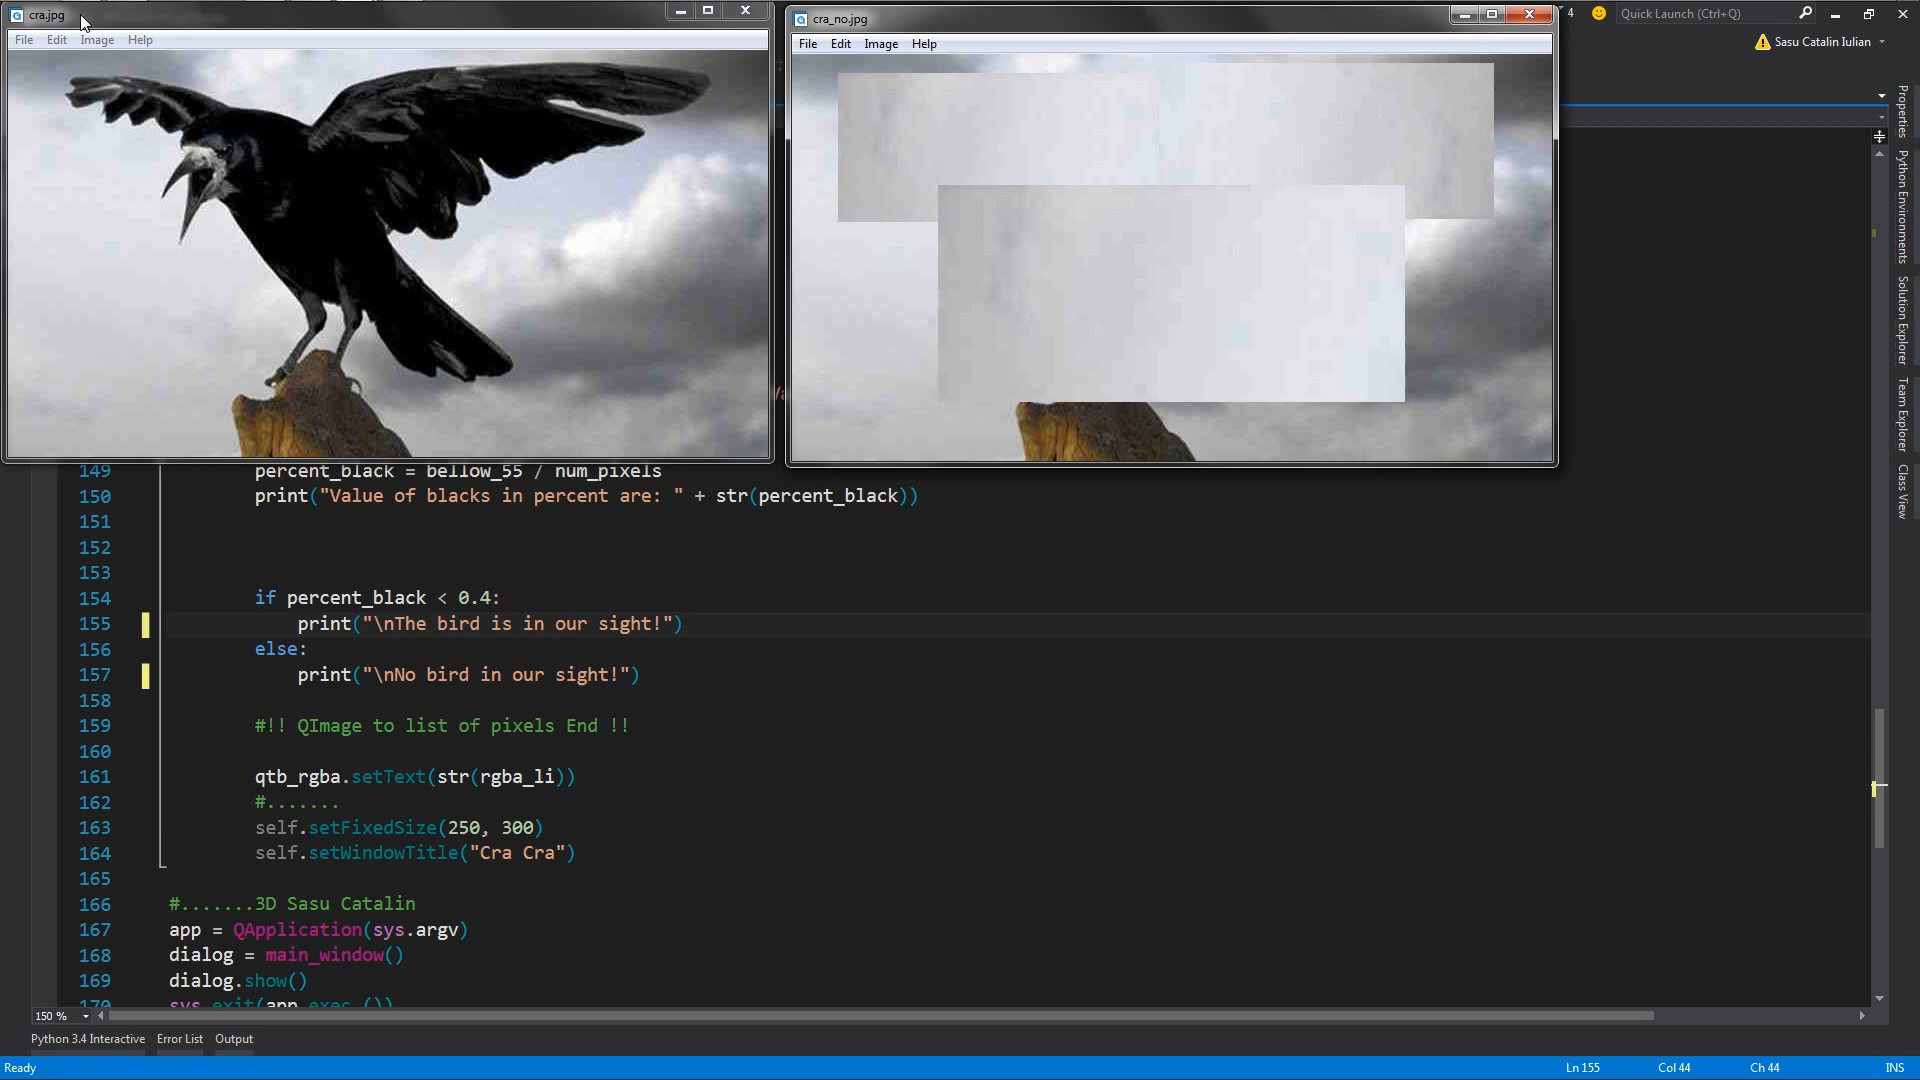 cra.jpg
File Edit Image Help
cra_no.jpg
File Edit Image Help
4
Quick Launch (Ctrl+Q)
Sasu Catalin Iulian
Properties
Python Environments
Solution Explorer
Team Explorer
Class View
149 percent_black = bellow_55 / num_pixels
150 print("Value of blacks in percent are: " + str(percent_black))
151
152
153
154 if percent_black < 0.4:
155 print("\nThe bird is in our sight!")
156 else:
157 print("\nNo bird in our sight!")
158
159 #!! QImage to list of pixels End !!
160
161 qtb_rgba.setText(str(rgba_li))
162 #.......
163 self.setFixedSize(250, 300)
164 self.setWindowTitle("Cra Cra")
165
166 #.......3D Sasu Catalin
167 app = QApplication(sys.argv)
168 dialog = main_window()
169 dialog.show()
170 sys.exit(app.exec_())
150 %
Python 3.4 Interactive Error List Output
Ready Ln 155 Col 44 Ch 44 INS